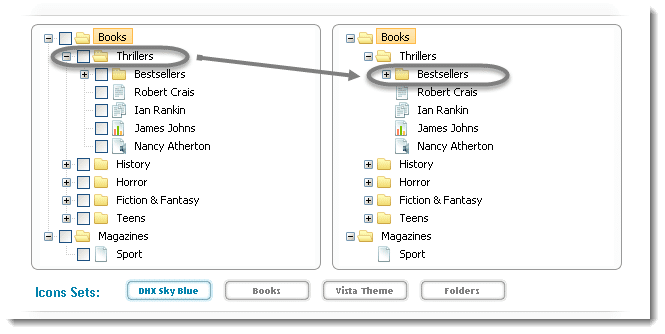 Books
Thrillers
Bestsellers
Robert Crais
Ian Rankin
James Johns
Nancy Atherton
History
Horror
Fiction & Fantasy
Teens
Magazines
Sport
Books
Thrillers
Bestsellers
Robert Crais
Ian Rankin
James Johns
Nancy Atherton
History
Horror
Fiction & Fantasy
Teens
Magazines
Sport
Icons Sets: DHX Sky Blue Books Vista Theme Folders